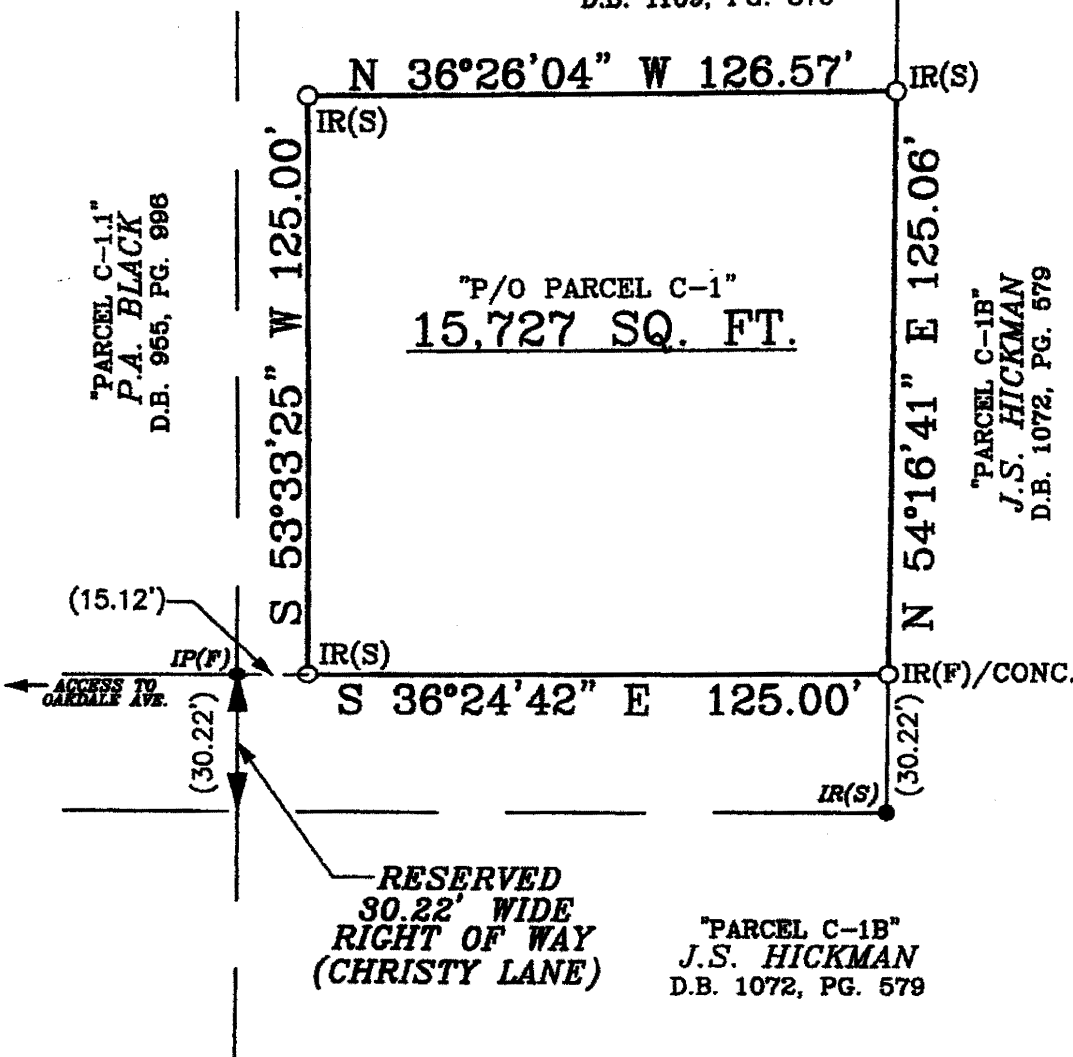 N 36°26'04" W 126.57'
IR(S)
IR(S)
S 53°33'25" W 125.00'
N 54°16'41" E 125.06'
"PARCEL C-1.1"
P.A. BLACK
D.B. 955, PG. 996
"P/O PARCEL C-1"
15,727 SQ. FT.
"PARCEL C-1B"
J.S. HICKMAN
D.B. 1072, PG. 579
(15.12')
IP(F)
IR(S)
IR(F)/CONC.
ACCESS TO
OAKDALE AVE.
S 36°24'42" E 125.00'
(30.22')
(30.22')
IR(S)
RESERVED
30.22' WIDE
RIGHT OF WAY
(CHRISTY LANE)
"PARCEL C-1B"
J.S. HICKMAN
D.B. 1072, PG. 579